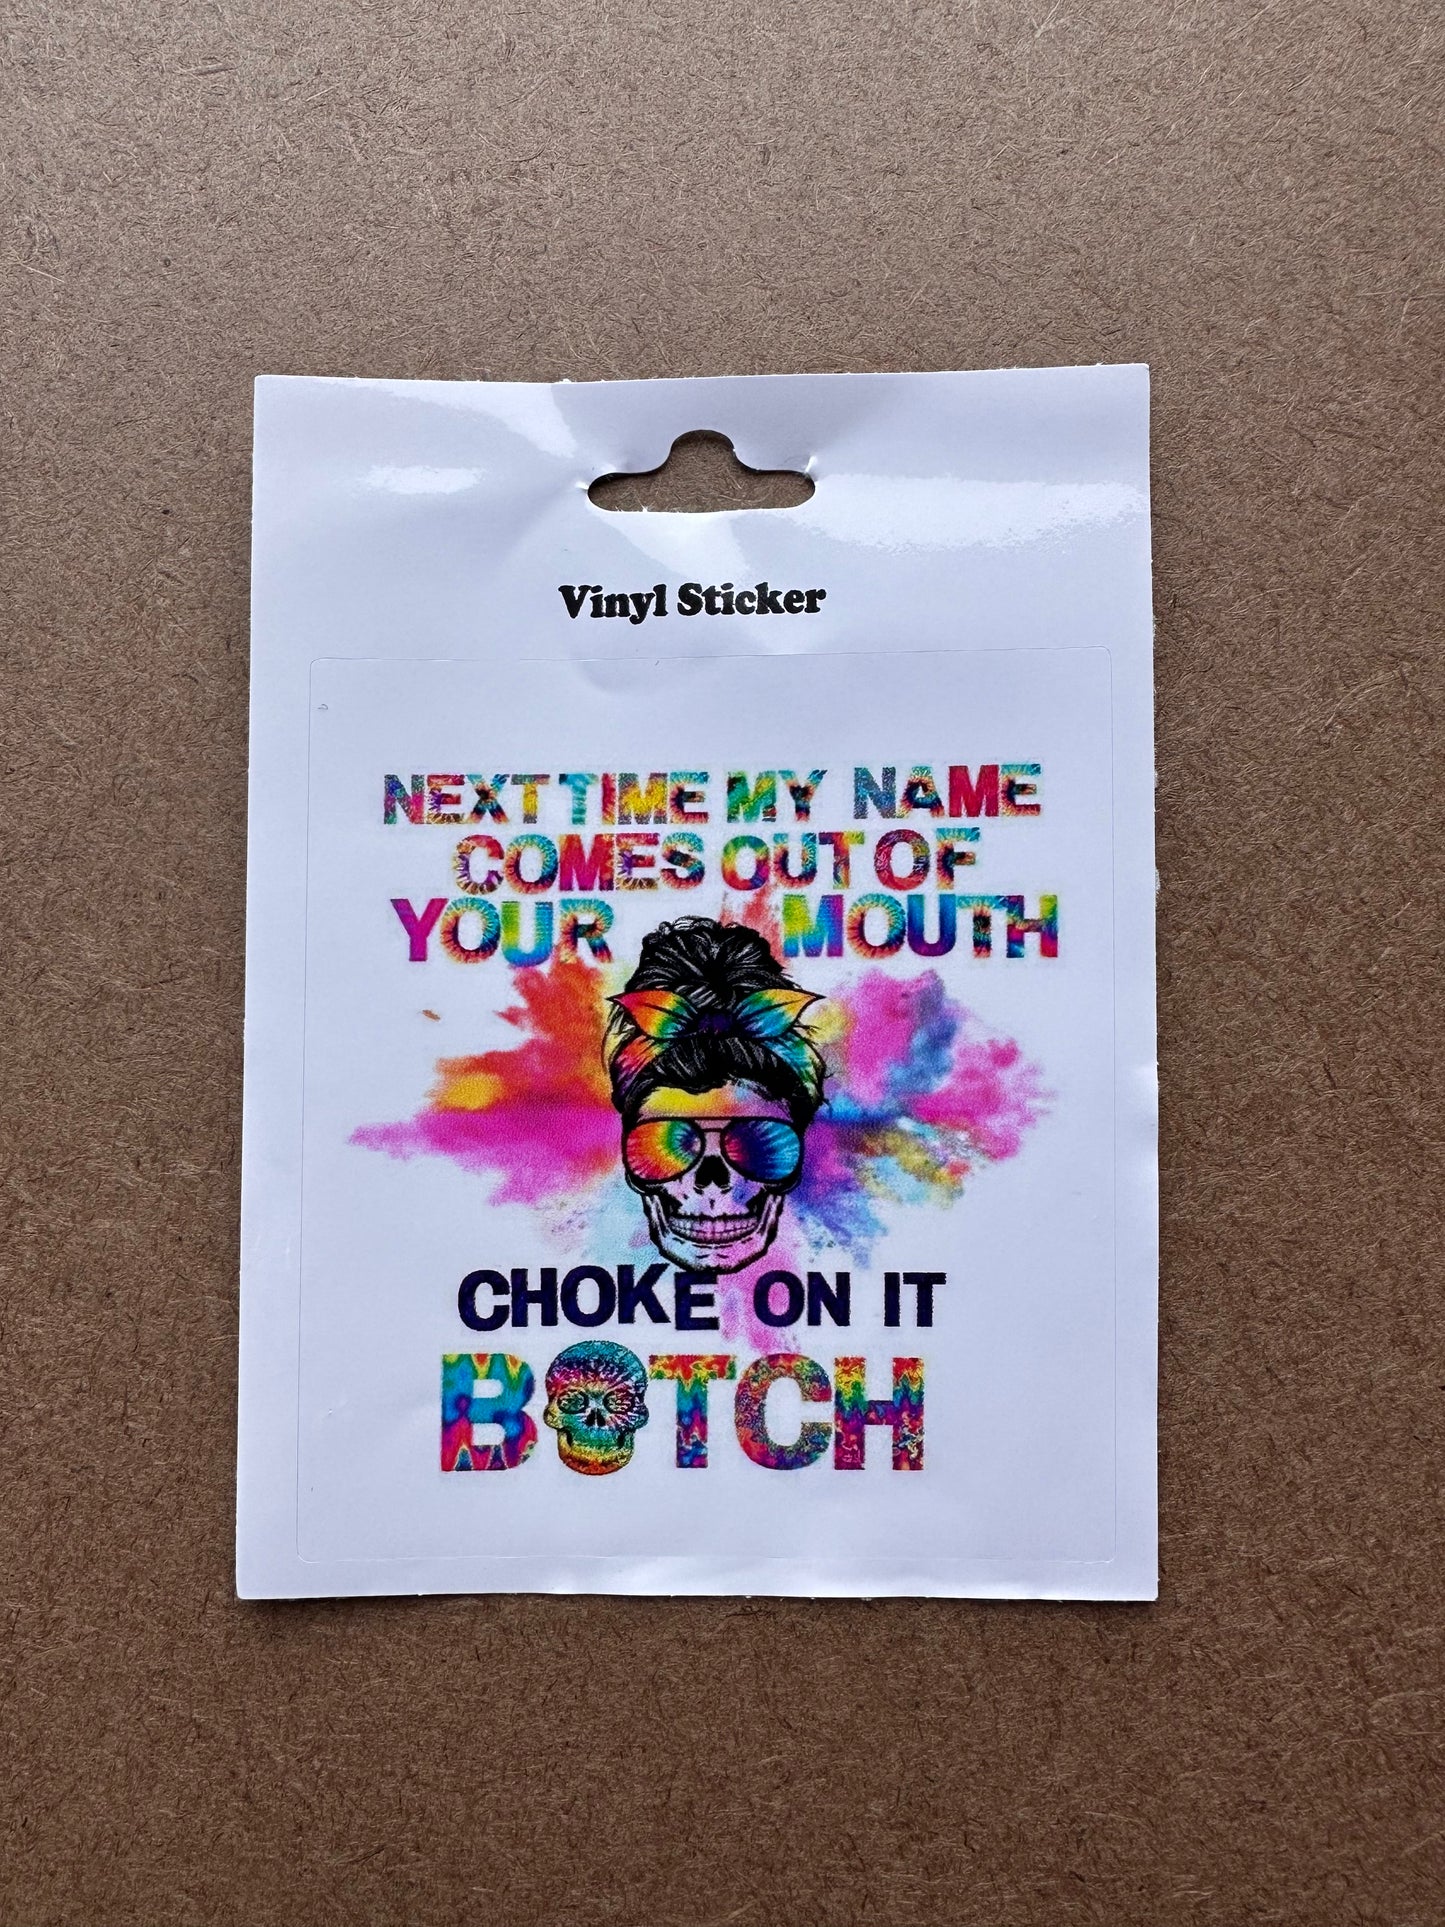 Vinyl Sticker
NEXT TIME MY NAME
COMES OUT OF
YOUR MOUTH
CHOKE ON IT
B💀TCH